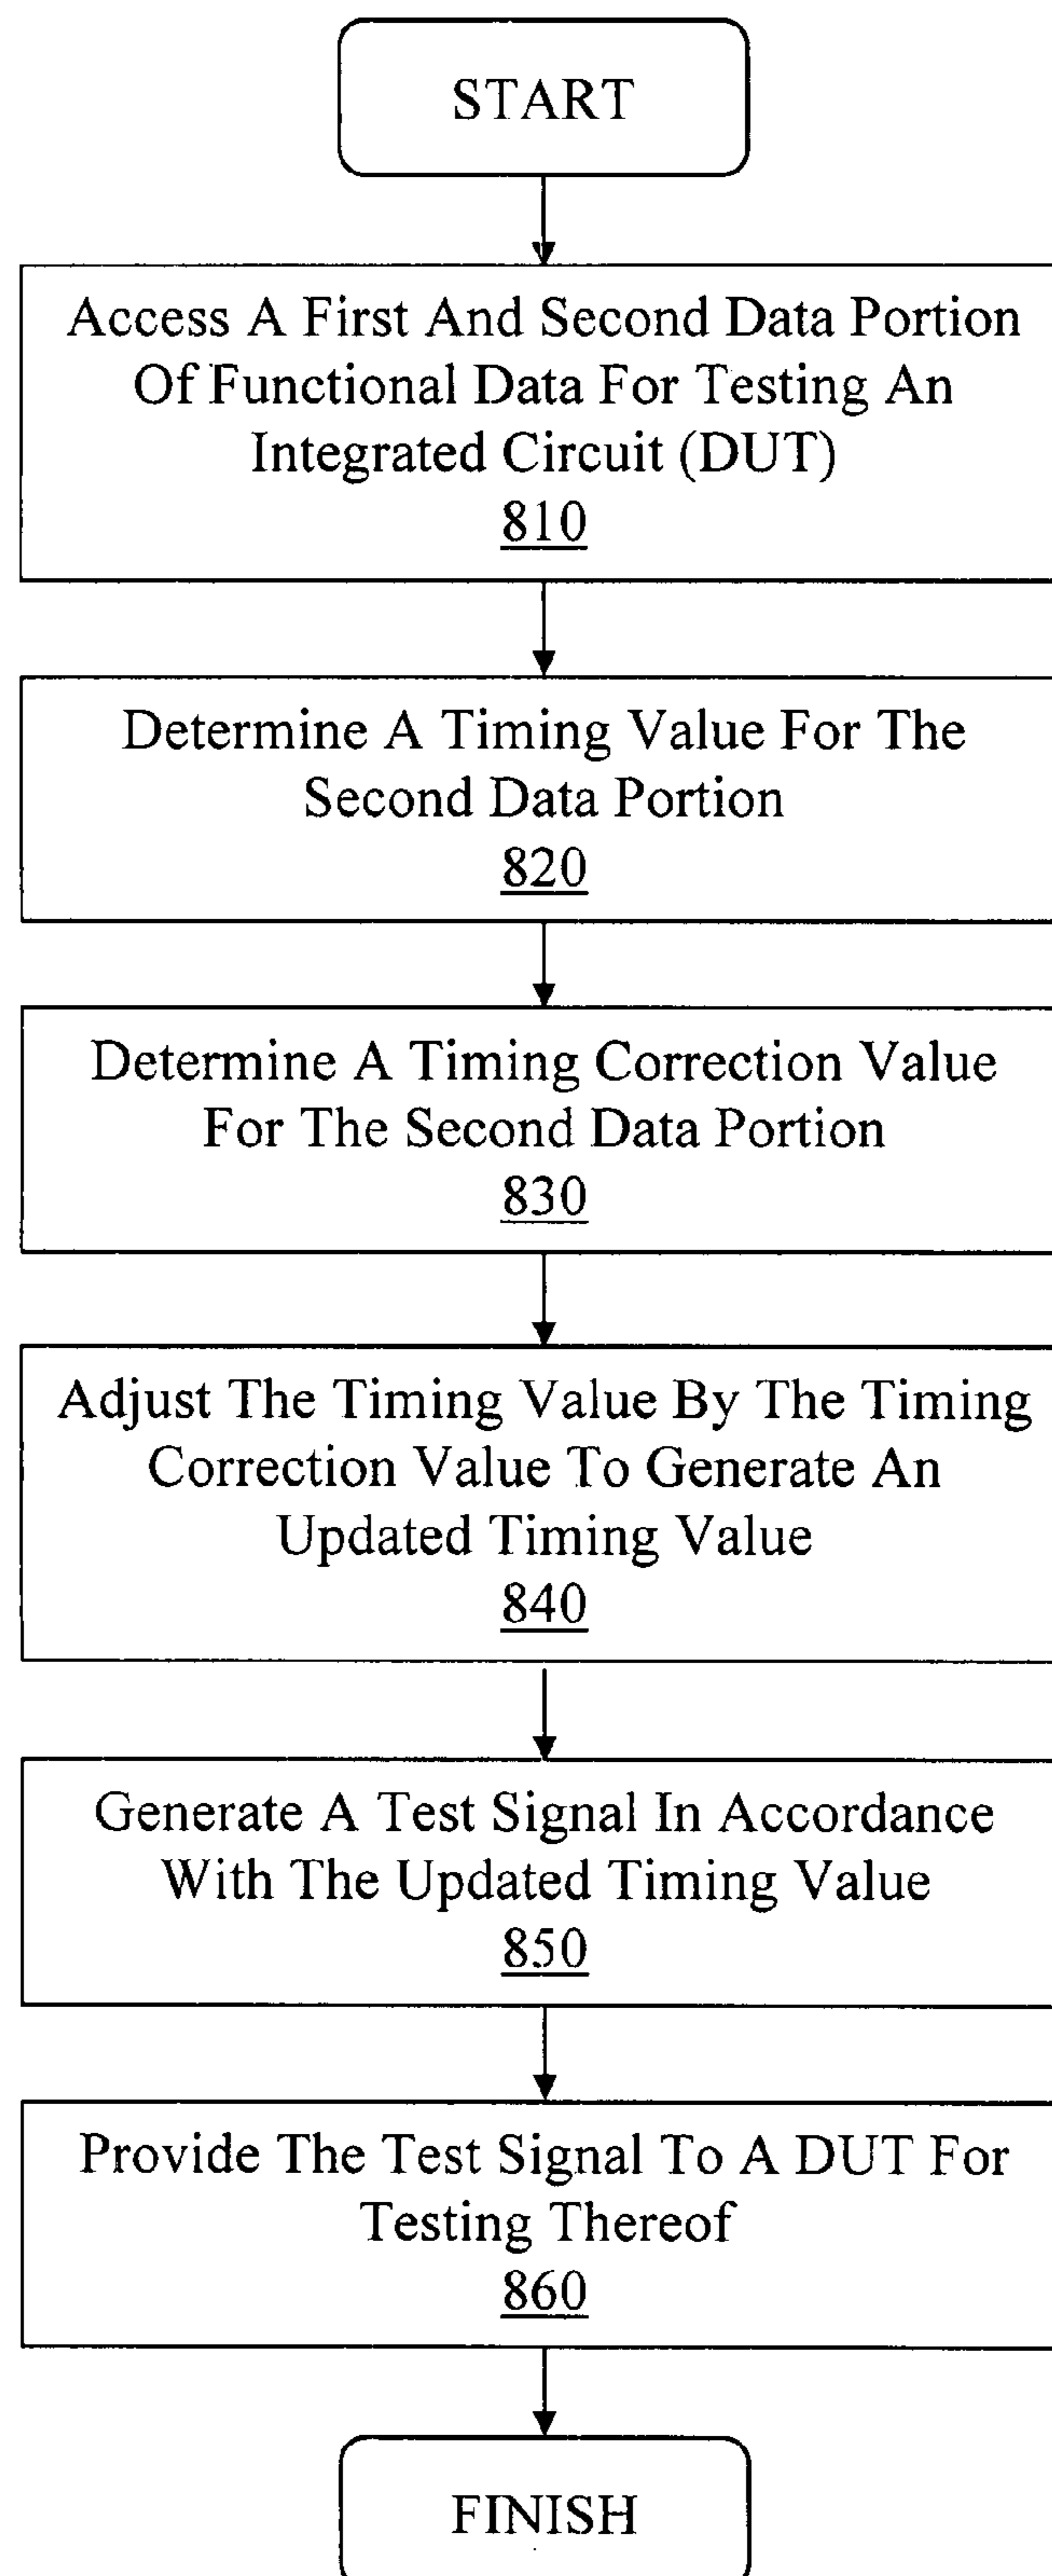 START
Access A First And Second Data Portion
Of Functional Data For Testing An
Integrated Circuit (DUT)
810
Determine A Timing Value For The
Second Data Portion
820
Determine A Timing Correction Value
For The Second Data Portion
830
Adjust The Timing Value By The Timing
Correction Value To Generate An
Updated Timing Value
840
Generate A Test Signal In Accordance
With The Updated Timing Value
850
Provide The Test Signal To A DUT For
Testing Thereof
860
FINISH